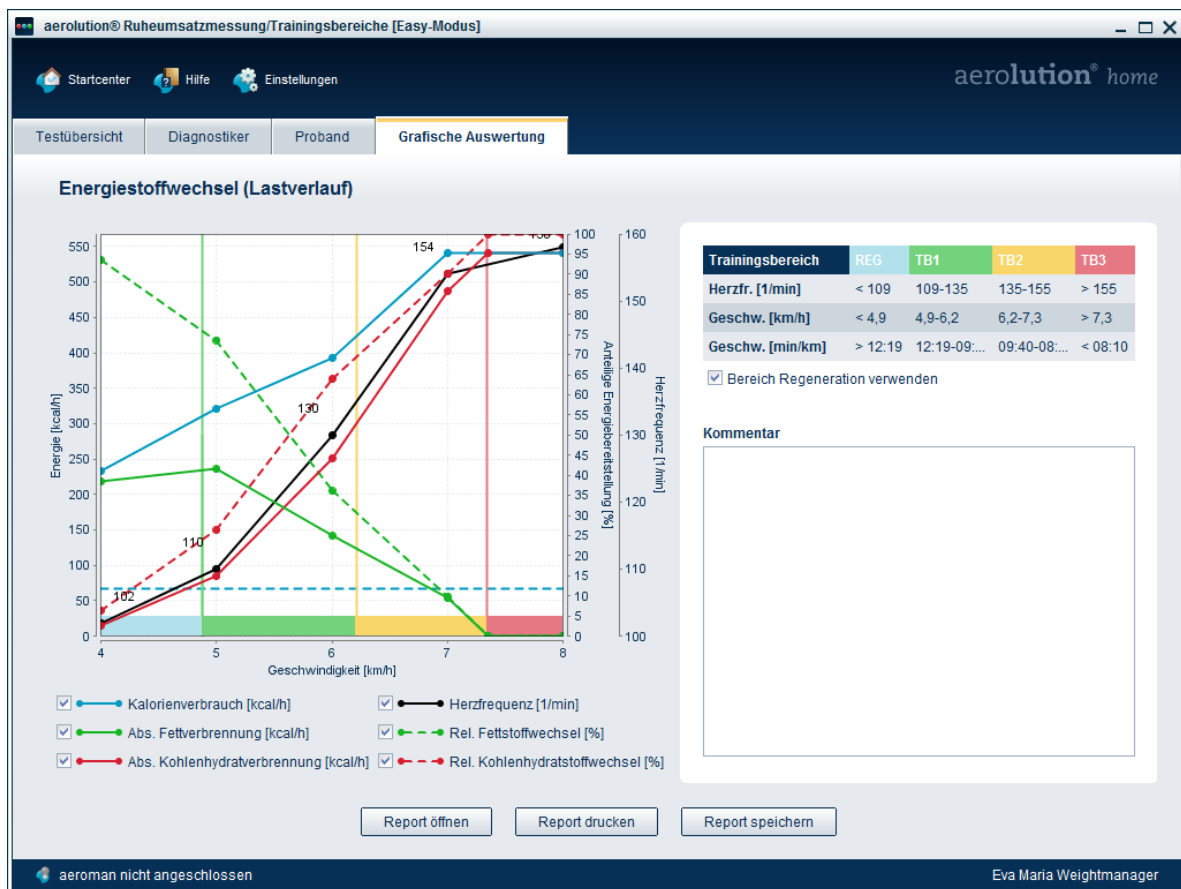 aerolution® Ruheumsatzmessung/Trainingsbereiche [Easy-Modus]
Startcenter Hilfe Einstellungen
aerolution® home
Testübersicht Diagnostiker Proband Grafische Auswertung
Energiestoffwechsel (Lastverlauf)
Energie [kcal/h]
550
500
450
400
350
300
250
200
150
100
50
0
102
110
130
154
4 5 6 7 8
Geschwindigkeit [km/h]
100
95
90
85
80
75
70
65
60
55
50
45
40
35
30
25
20
15
10
5
0
Anteilige Energiebereitstellung [%]
160
150
140
130
120
110
100
Herzfrequenz [1/min]
Kalorienverbrauch [kcal/h]
Herzfrequenz [1/min]
Abs. Fettverbrennung [kcal/h]
Rel. Fettstoffwechsel [%]
Abs. Kohlenhydratverbrennung [kcal/h]
Rel. Kohlenhydratstoffwechsel [%]
Trainingsbereich REG TB1 TB2 TB3
Herzfr. [1/min] < 109 109-135 135-155 > 155
Geschw. [km/h] < 4,9 4,9-6,2 6,2-7,3 > 7,3
Geschw. [min/km] > 12:19 12:19-09:... 09:40-08:... < 08:10
Bereich Regeneration verwenden
Kommentar
Report öffnen Report drucken Report speichern
aeroman nicht angeschlossen
Eva Maria Weightmanager